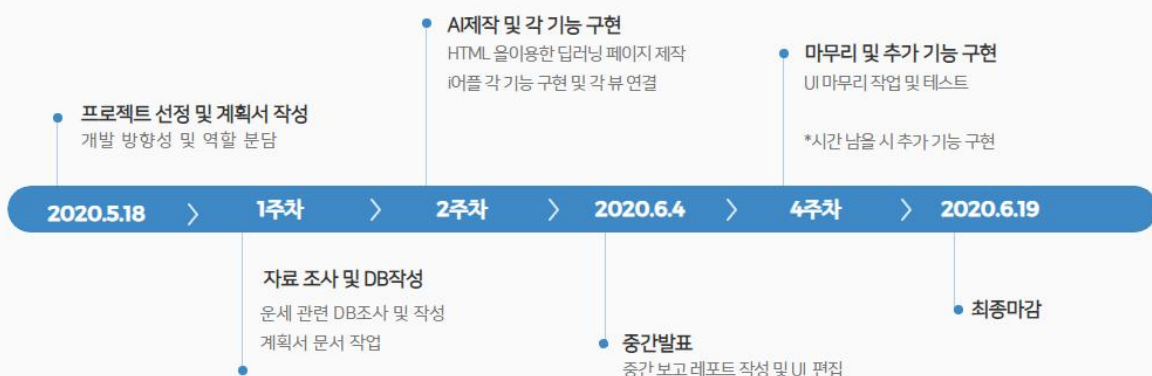 AI제작 및 각 기능 구현
HTML 을이용한 딥러닝 페이지 제작
i어플 각 기능 구현 및 각 뷰 연결
마무리 및 추가 기능 구현
UI 마무리 작업 및 테스트
*시간 남을 시 추가 기능 구현
프로젝트 선정 및 계획서 작성
개발 방향성 및 역할 분담
2020.5.18 > 1주차 > 2주차 > 2020.6.4 > 4주차 > 2020.6.19
자료 조사 및 DB작성
운세 관련 DB조사 및 작성
계획서 문서 작업
중간발표
중간 보고 레포트 작성 및 UI 편집
최종마감